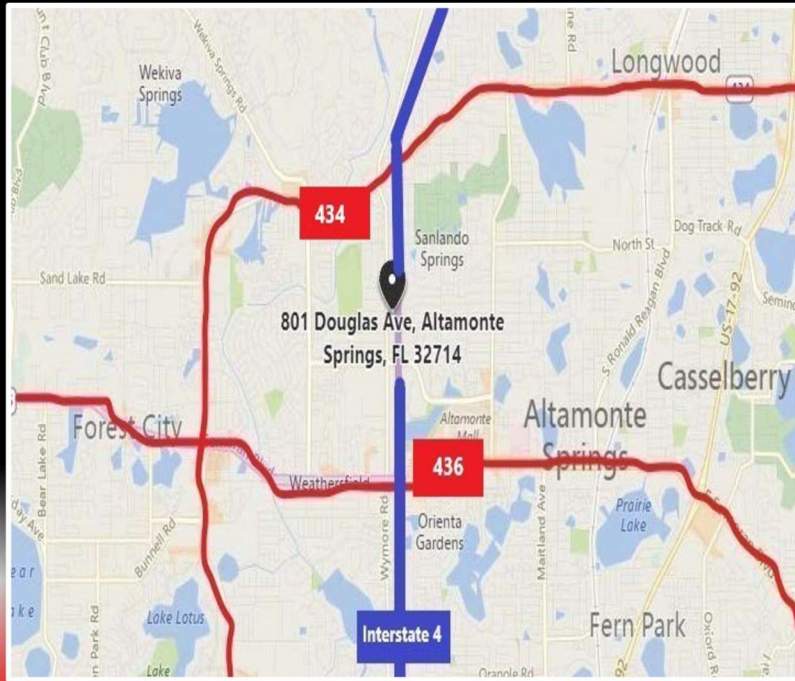 Longwood
Wekiva
Springs
Wekiva Springs Rd
434
434
Sanlando
Springs
North St
Dog Track Rd
Sand Lake Rd
S Ronald Reagan Blvd
US-17-92
801 Douglas Ave, Altamonte
Springs, FL 32714
Casselberry
Forest City
Altamonte
Altamonte
Springs
436
Weathersfield
Bear Lake Rd
Wymore Rd
Orienta
Gardens
Maitland Ave
Prairie
Lake
Bunnell Rd
Lake Lotus
Interstate 4
Fern Park
Oxford Rd
Lake